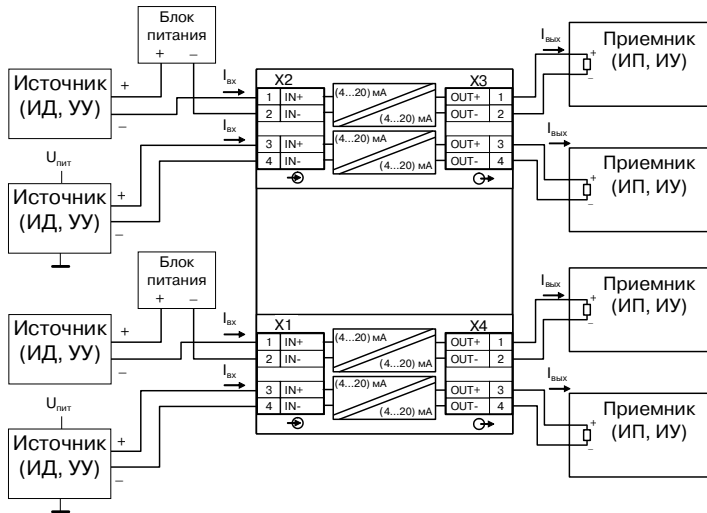 Блок
питания
+ −
Источник
(ИД, УУ)
+
−
Iвх
X2
1 IN+
2 IN-
3 IN+
4 IN-
(4...20) мА
(4...20) мА
(4...20) мА
(4...20) мА
X3
OUT+ 1
OUT- 2
OUT+ 3
OUT- 4
Iвых
+
−
Приемник
(ИП, ИУ)
Uпит
Источник
(ИД, УУ)
+
−
Iвх
Iвых
+
−
Приемник
(ИП, ИУ)
Блок
питания
+ −
Источник
(ИД, УУ)
+
−
Iвх
X1
1 IN+
2 IN-
3 IN+
4 IN-
(4...20) мА
(4...20) мА
(4...20) мА
(4...20) мА
X4
OUT+ 1
OUT- 2
OUT+ 3
OUT- 4
Iвых
+
−
Приемник
(ИП, ИУ)
Uпит
Источник
(ИД, УУ)
+
−
Iвх
Iвых
+
−
Приемник
(ИП, ИУ)